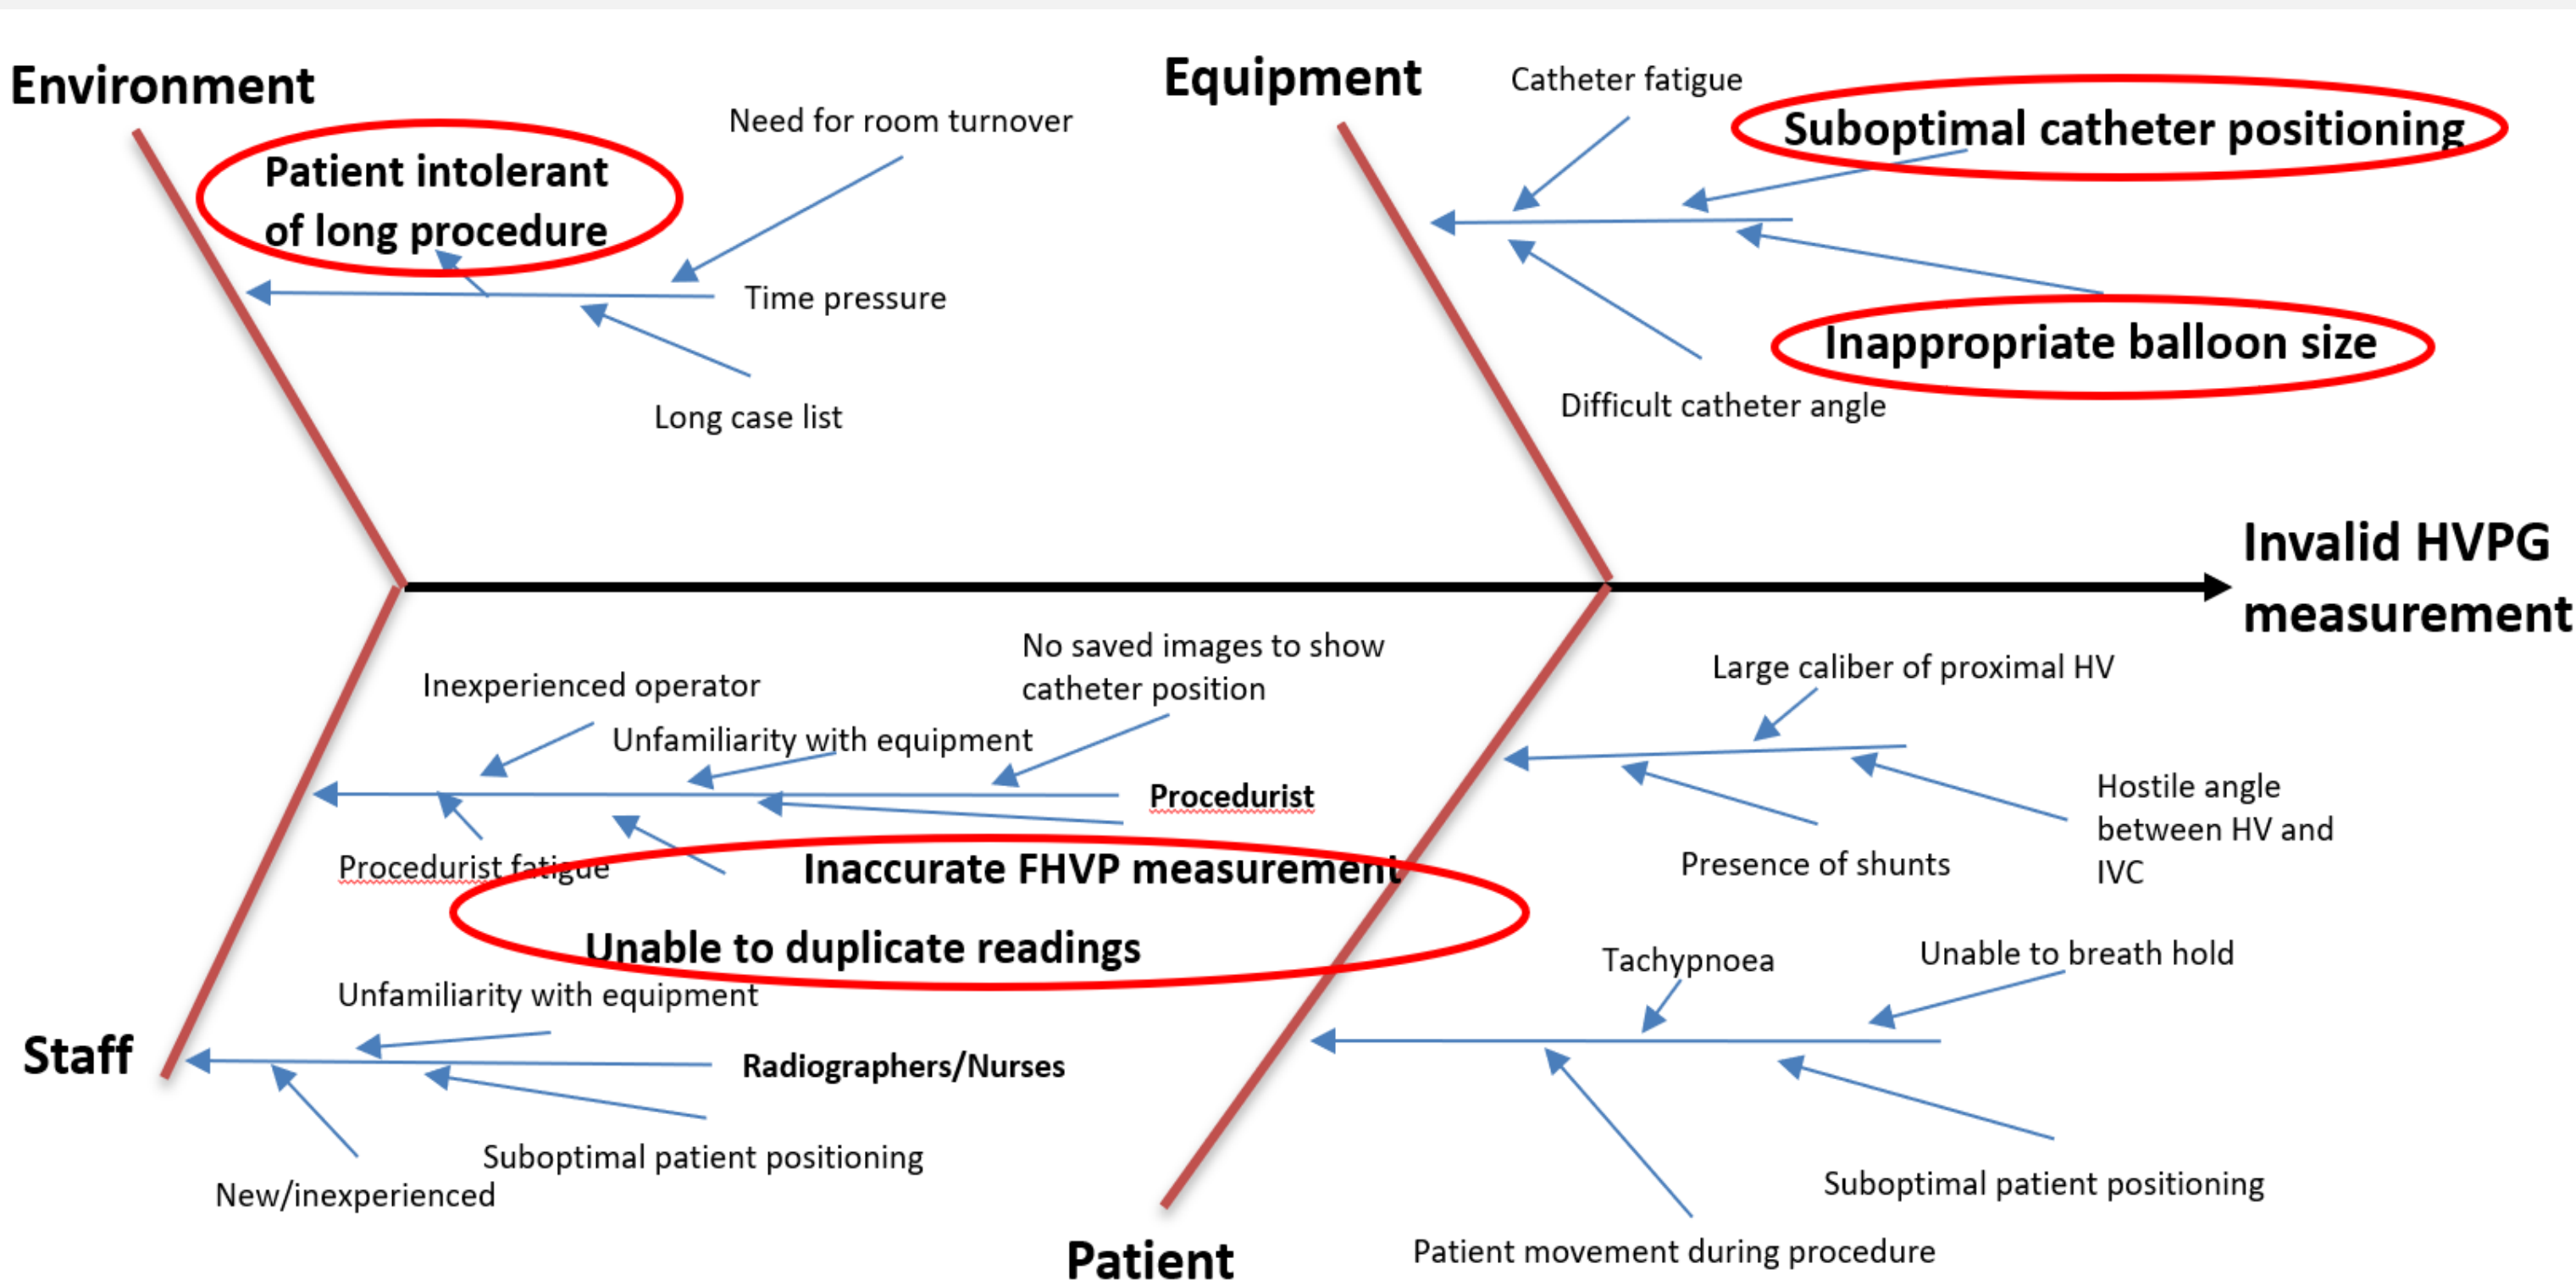 Environment
Patient intolerant
of long procedure
Need for room turnover
Time pressure
Long case list
Equipment
Catheter fatigue
Suboptimal catheter positioning
Inappropriate balloon size
Difficult catheter angle
Invalid HVPG
measurement
Inexperienced operator
Unfamiliarity with equipment
No saved images to show
catheter position
Procedurist
Procedurist fatigue
Inaccurate FHVP measurement
Unable to duplicate readings
Unfamiliarity with equipment
Staff
Radiographers/Nurses
Suboptimal patient positioning
New/inexperienced
Large caliber of proximal HV
Hostile angle
between HV and
IVC
Presence of shunts
Tachypnoea
Unable to breath hold
Suboptimal patient positioning
Patient movement during procedure
Patient